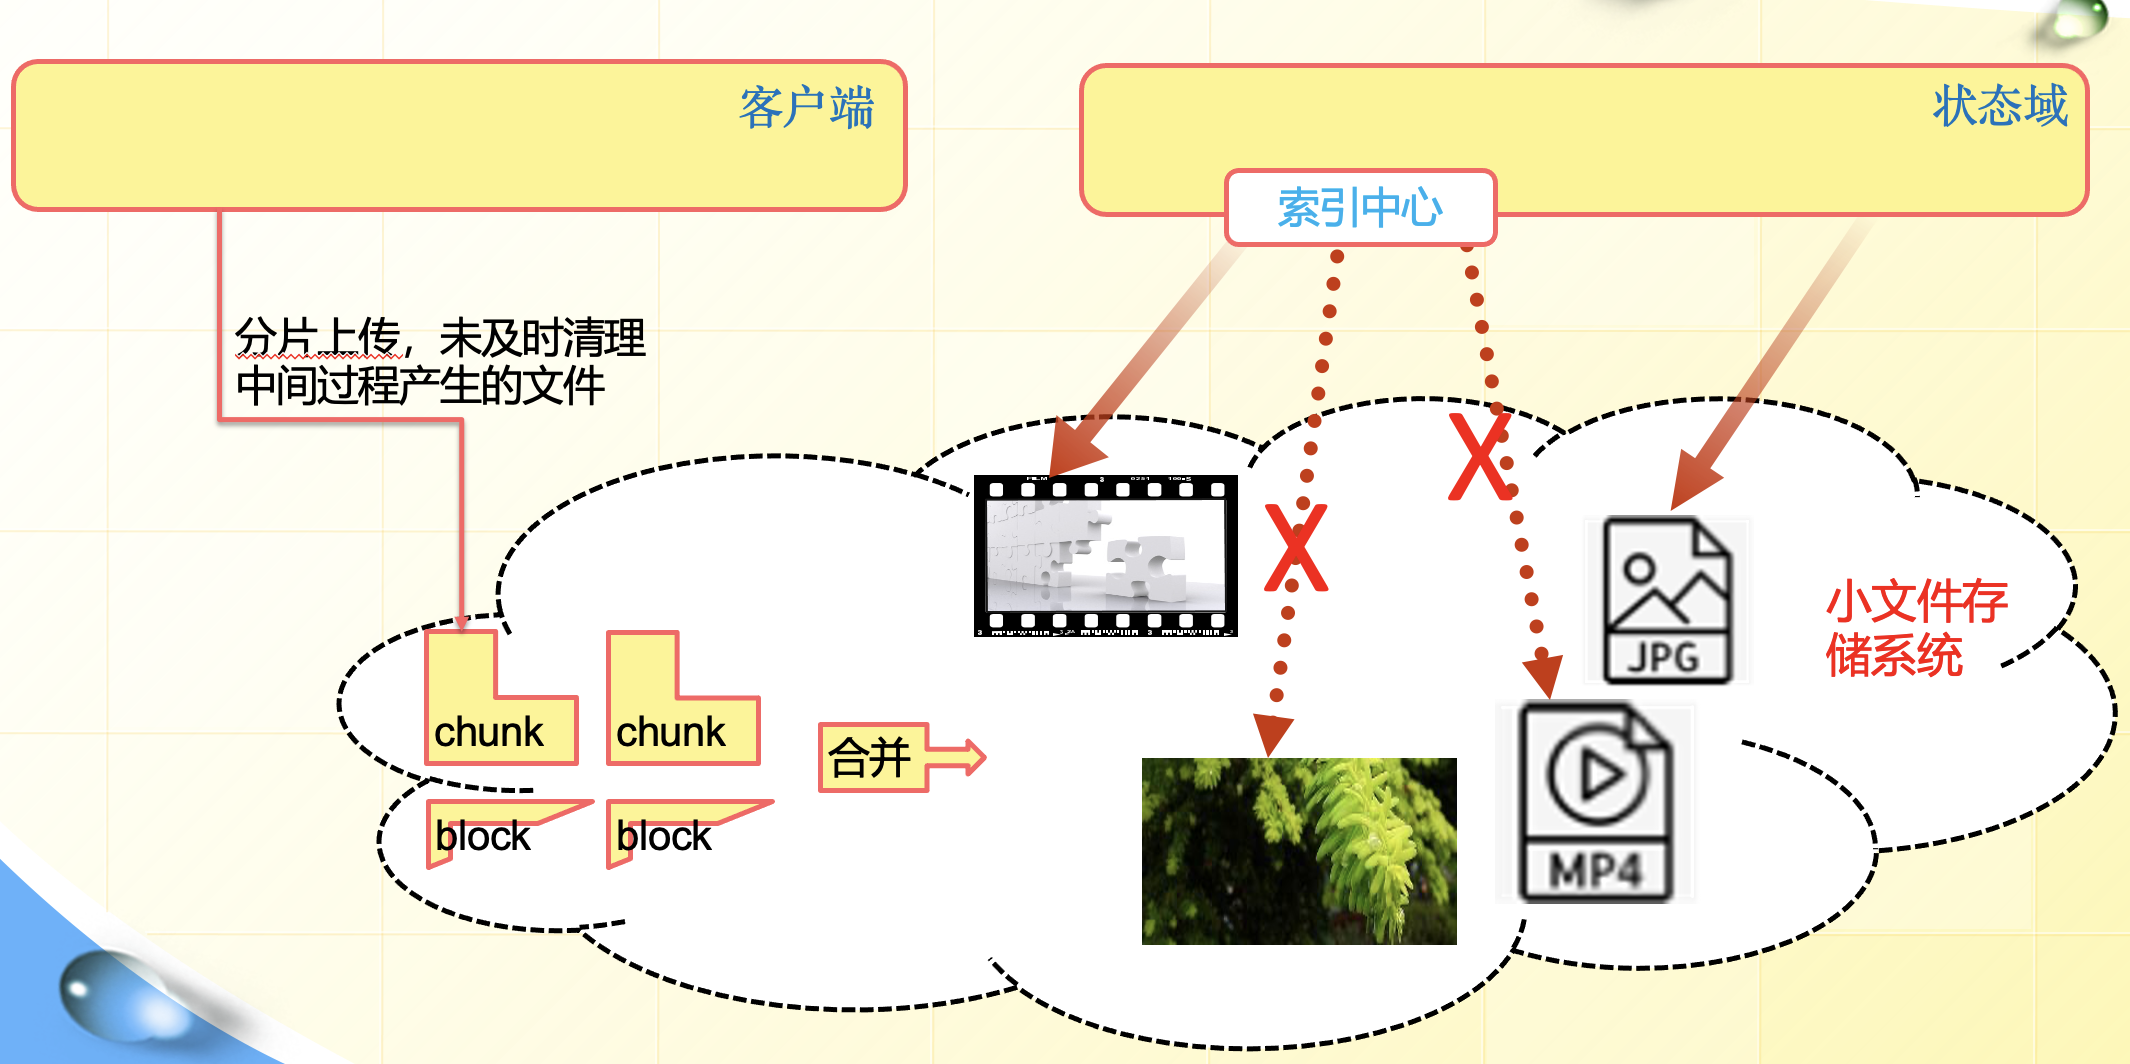 客户端
状态域
索引中心
分片上传，未及时清理
中间过程产生的文件
小文件存
储系统
JPG
chunk
chunk
合并
block
block
MP4